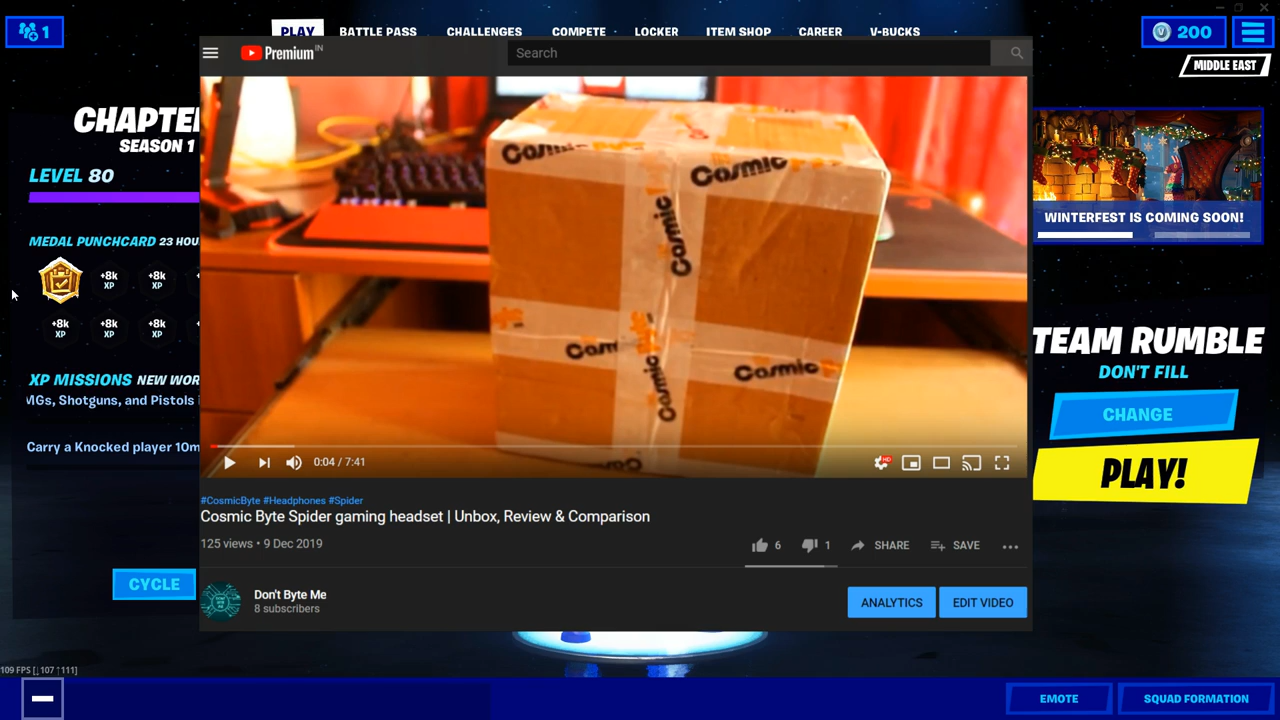 1
PLAY
BATTLE PASS
CHALLENGES
COMPETE
LOCKER
ITEM SHOP
CAREER
V-BUCKS
200
MIDDLE EAST
Premium IN
Search
CHAPTE
SEASON 1
LEVEL 80
MEDAL PUNCHCARD 23 HOU
+8k XP
+8k XP
+8k XP
+8k XP
+8k XP
XP MISSIONS NEW WOR
MGs, Shotguns, and Pistols i
Carry a Knocked player 10m
CYCLE
Cosmic
Cosmic
Cosmic
Cosmic
Cosmic
0:04 / 7:41
HD
#CosmicByte #Headphones #Spider
Cosmic Byte Spider gaming headset | Unbox, Review & Comparison
125 views • 9 Dec 2019
6
1
SHARE
SAVE
Don't Byte Me
8 subscribers
ANALYTICS
EDIT VIDEO
WINTERFEST IS COMING SOON!
TEAM RUMBLE
DON'T FILL
CHANGE
PLAY!
109 FPS [↓107 ↑111]
EMOTE
SQUAD FORMATION